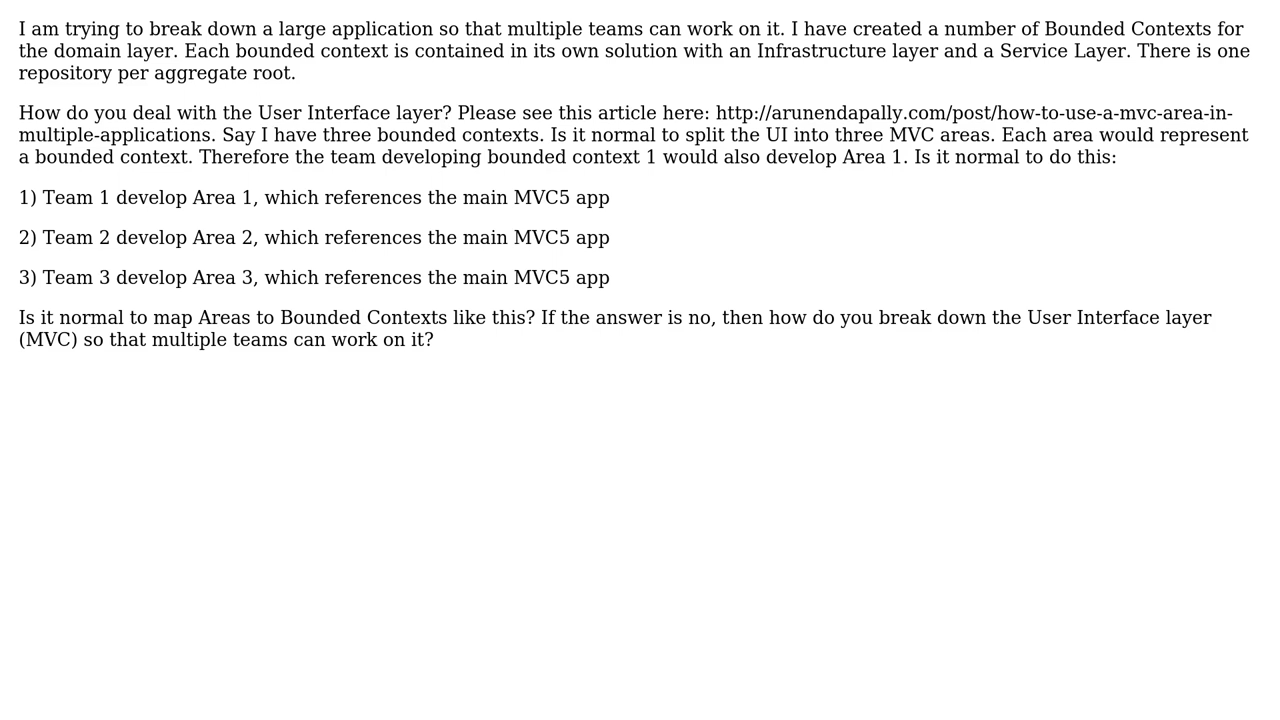 I am trying to break down a large application so that multiple teams can work on it. I have created a number of Bounded Contexts for
the domain layer. Each bounded context is contained in its own solution with an Infrastructure layer and a Service Layer. There is one
repository per aggregate root.
How do you deal with the User Interface layer? Please see this article here: http://arunendapally.com/post/how-to-use-a-mvc-area-in-
multiple-applications. Say I have three bounded contexts. Is it normal to split the UI into three MVC areas. Each area would represent
a bounded context. Therefore the team developing bounded context 1 would also develop Area 1. Is it normal to do this:
1) Team 1 develop Area 1, which references the main MVC5 app
2) Team 2 develop Area 2, which references the main MVC5 app
3) Team 3 develop Area 3, which references the main MVC5 app
Is it normal to map Areas to Bounded Contexts like this? If the answer is no, then how do you break down the User Interface layer
(MVC) so that multiple teams can work on it?